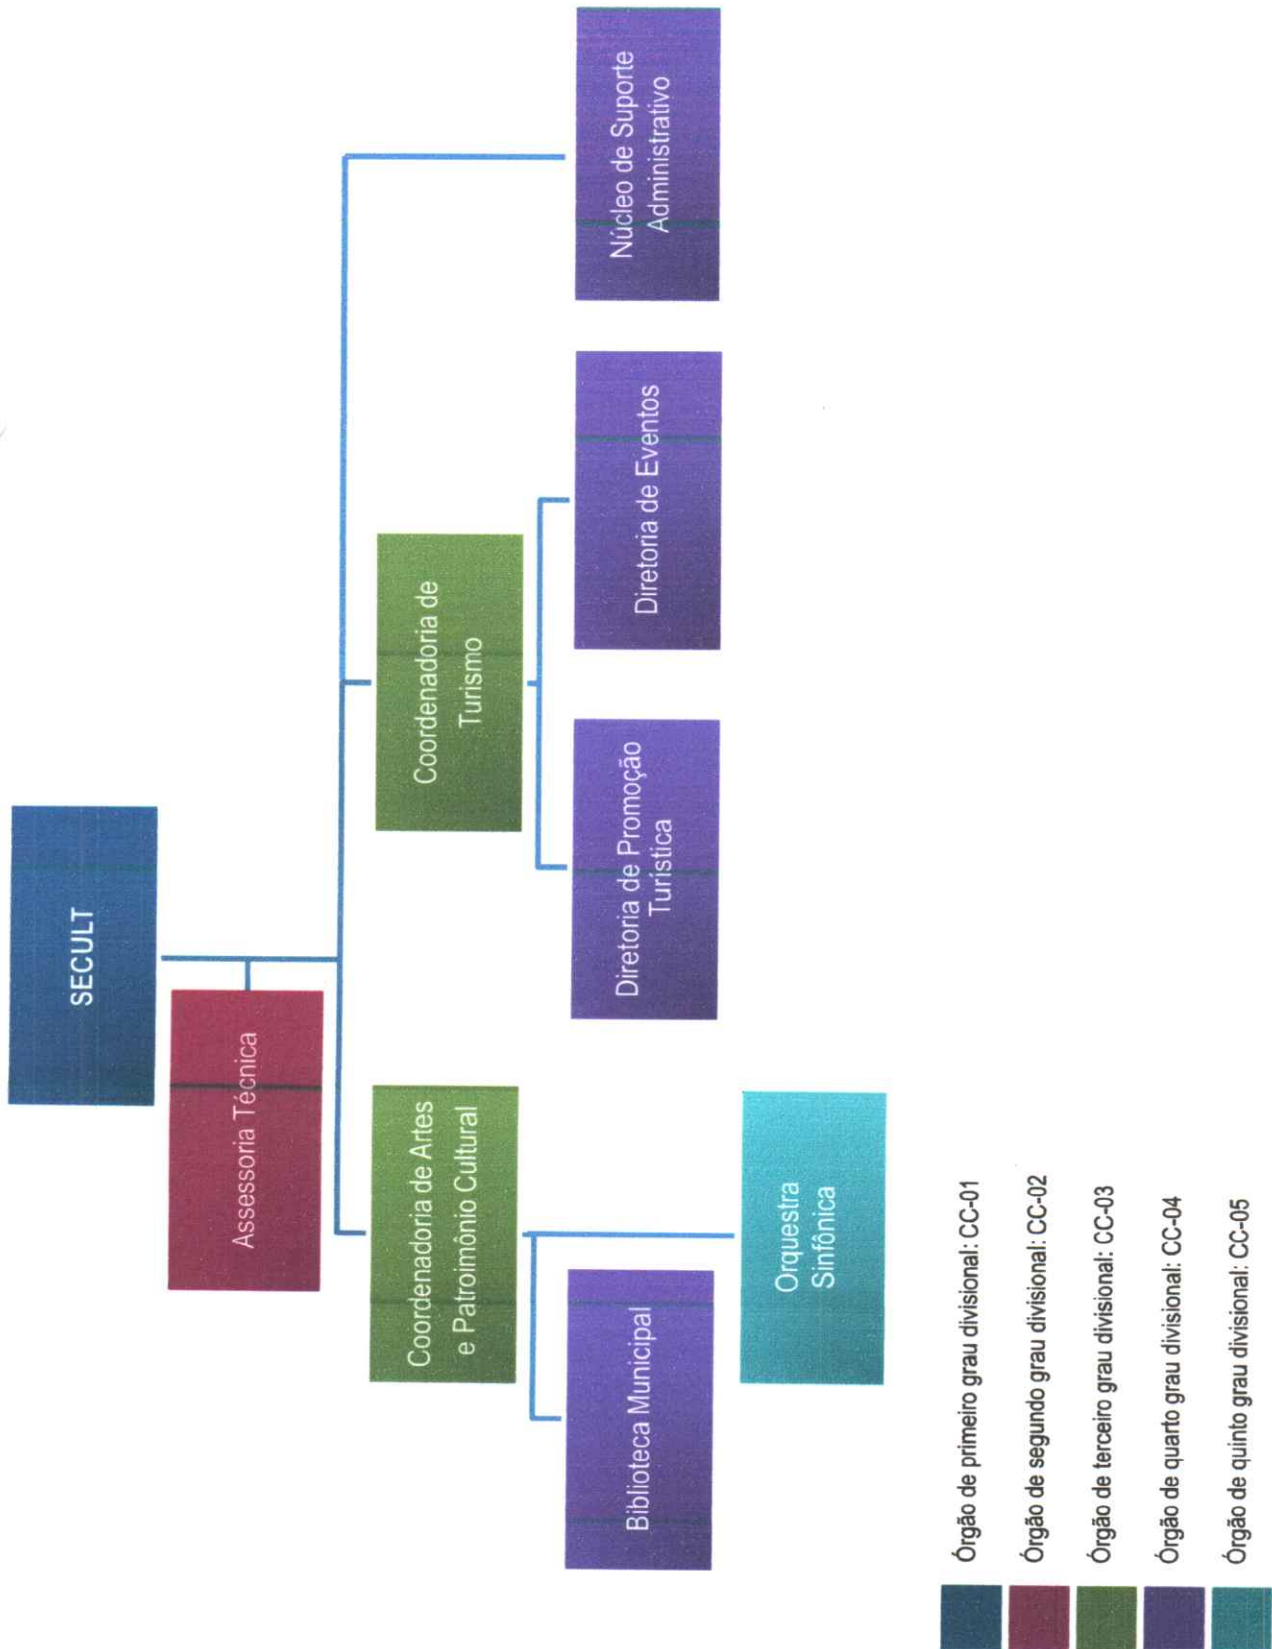 SECULT
Assessoria Técnica
Coordenadoria de Artes
e Patroimônio Cultural
Coordenadoria de
Turismo
Biblioteca Municipal
Diretoria de Promoção
Turística
Diretoria de Eventos
Núcleo de Suporte
Administrativo
Orquestra
Sinfônica
Órgão de primeiro grau divisional: CC-01
Órgão de segundo grau divisional: CC-02
Órgão de terceiro grau divisional: CC-03
Órgão de quarto grau divisional: CC-04
Órgão de quinto grau divisional: CC-05